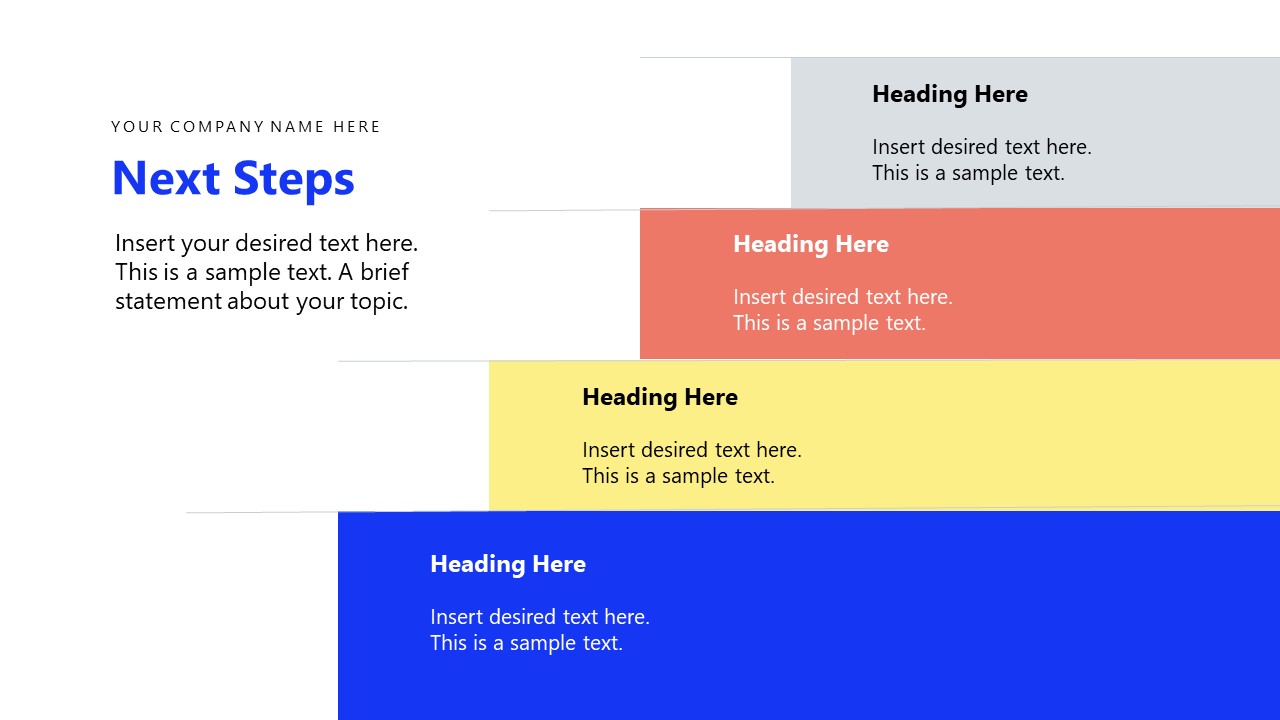 YOUR COMPANY NAME HERE
Next Steps
Insert your desired text here.
This is a sample text. A brief
statement about your topic.
Heading Here
Insert desired text here.
This is a sample text.
Heading Here
Insert desired text here.
This is a sample text.
Heading Here
Insert desired text here.
This is a sample text.
Heading Here
Insert desired text here.
This is a sample text.